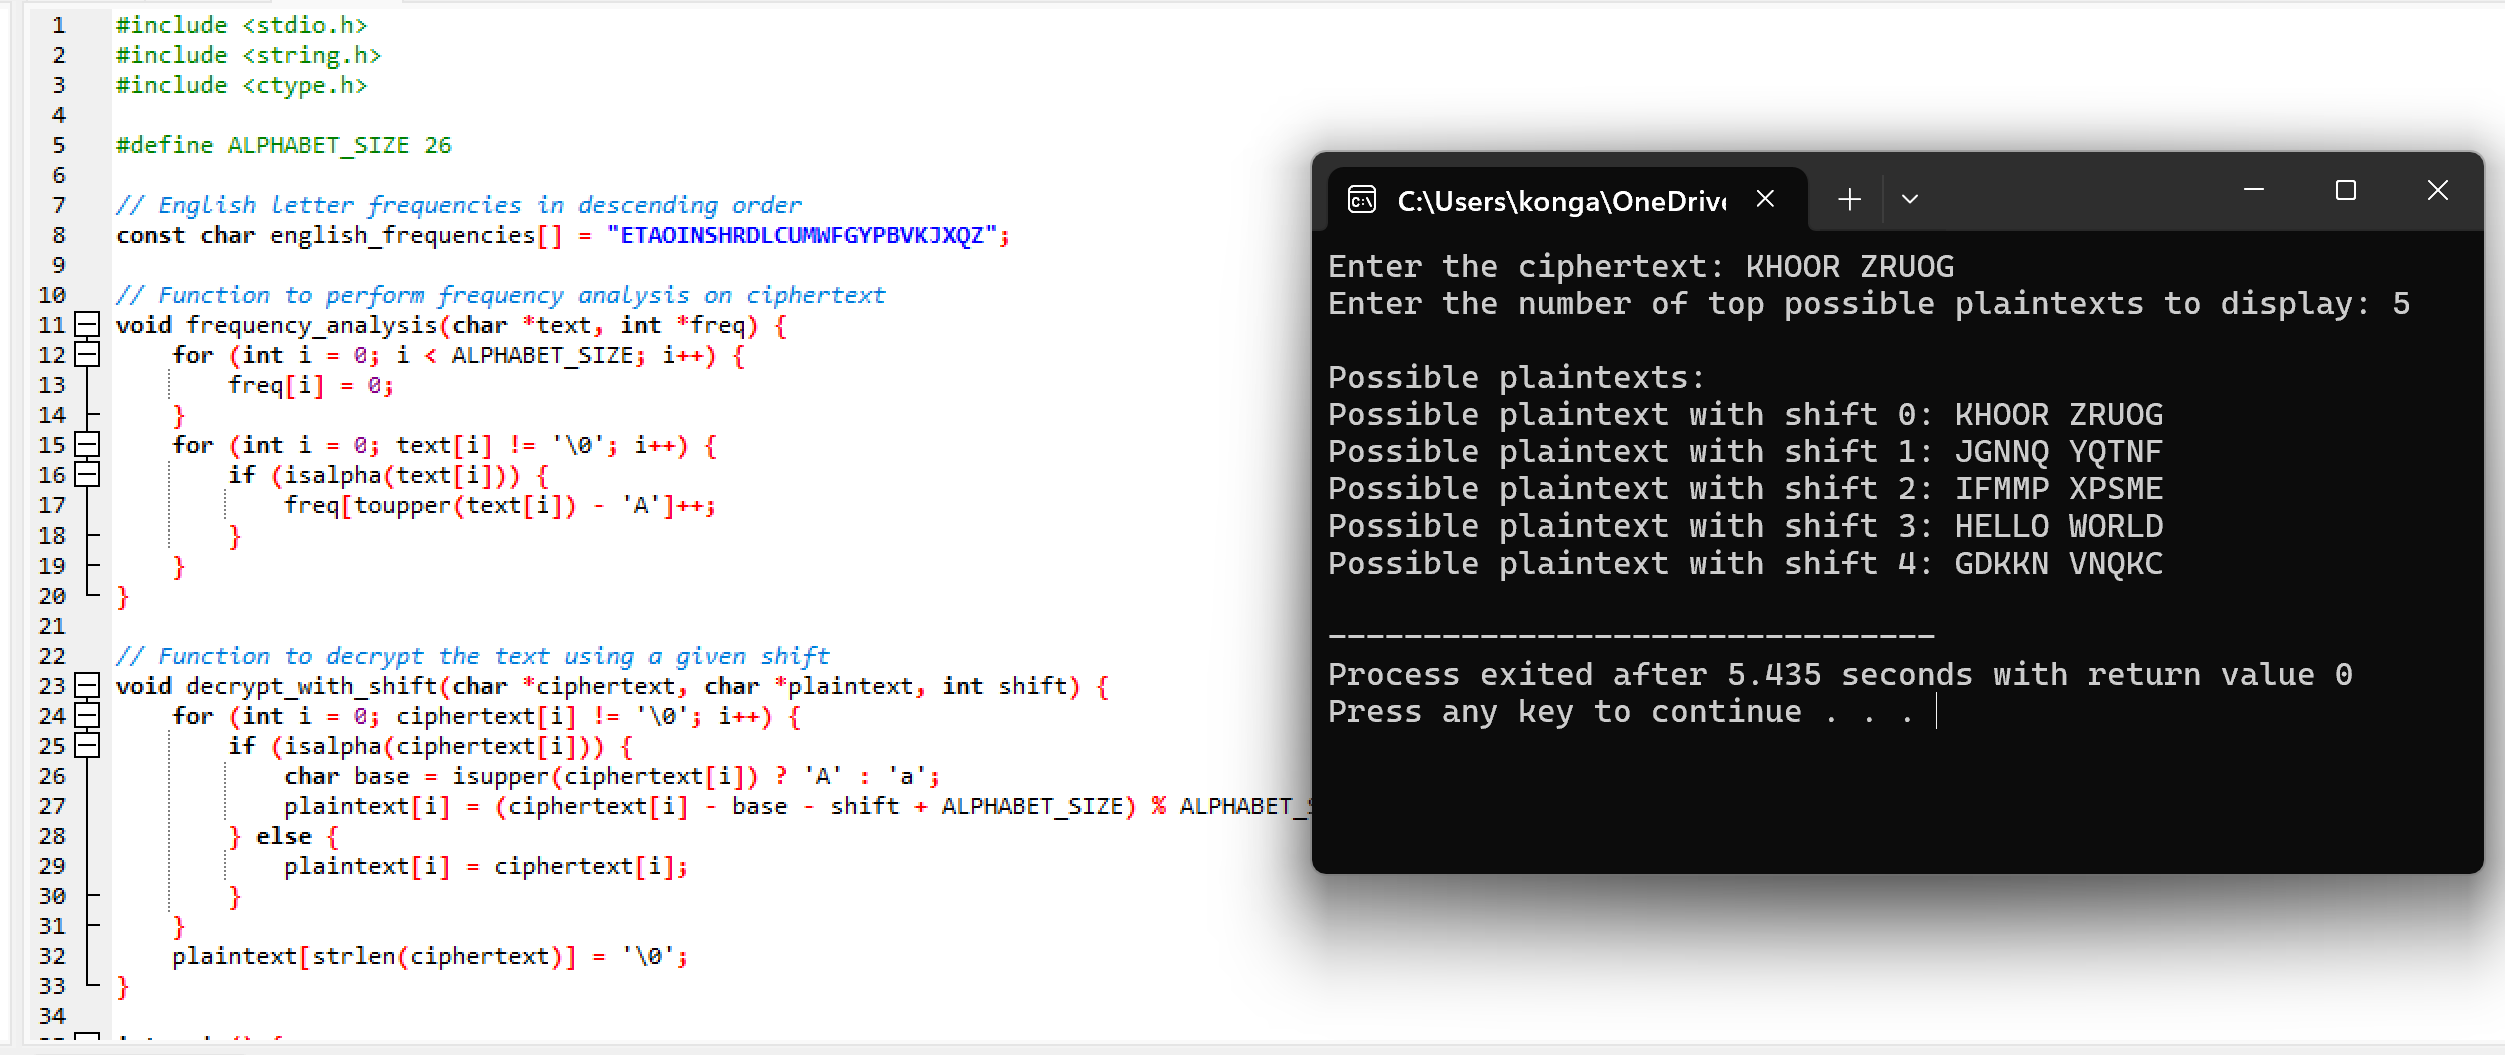 1 #include <stdio.h>
2 #include <string.h>
3 #include <ctype.h>
4
5 #define ALPHABET_SIZE 26
6
7 // English letter frequencies in descending order
8 const char english_frequencies[] = "ETAOINSHRDLCUMWFGYPBVKJXQZ";
9
10 // Function to perform frequency analysis on ciphertext
11 void frequency_analysis(char *text, int *freq) {
12 for (int i = 0; i < ALPHABET_SIZE; i++) {
13 freq[i] = 0;
14 }
15 for (int i = 0; text[i] != '\0'; i++) {
16 if (isalpha(text[i])) {
17 freq[toupper(text[i]) - 'A']++;
18 }
19 }
20 }
21
22 // Function to decrypt the text using a given shift
23 void decrypt_with_shift(char *ciphertext, char *plaintext, int shift) {
24 for (int i = 0; ciphertext[i] != '\0'; i++) {
25 if (isalpha(ciphertext[i])) {
26 char base = isupper(ciphertext[i]) ? 'A' : 'a';
27 plaintext[i] = (ciphertext[i] - base - shift + ALPHABET_SIZE) % ALPHABET_
28 } else {
29 plaintext[i] = ciphertext[i];
30 }
31 }
32 plaintext[strlen(ciphertext)] = '\0';
33 }
34
C:\Users\konga\OneDriv
Enter the ciphertext: KHOOR ZRUOG
Enter the number of top possible plaintexts to display: 5
Possible plaintexts:
Possible plaintext with shift 0: KHOOR ZRUOG
Possible plaintext with shift 1: JGNNQ YQTNF
Possible plaintext with shift 2: IFMMP XPSME
Possible plaintext with shift 3: HELLO WORLD
Possible plaintext with shift 4: GDKKN VNQKC
--------------------------------
Process exited after 5.435 seconds with return value 0
Press any key to continue . . .